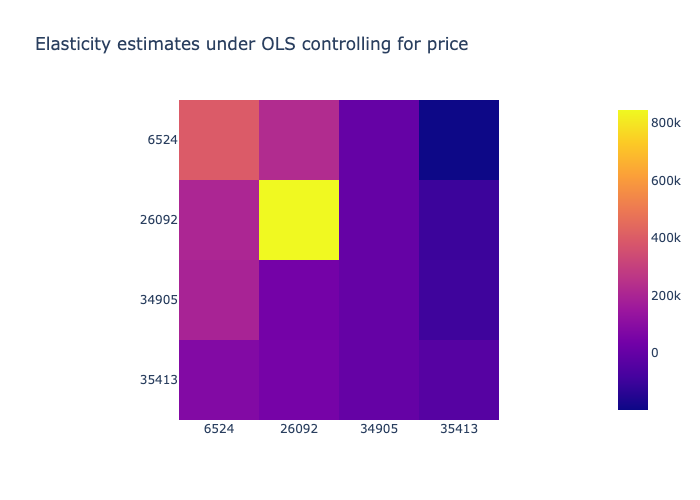 Elasticity estimates under OLS controlling for price
6524
26092
34905
35413
6524 26092 34905 35413
800k
600k
400k
200k
0